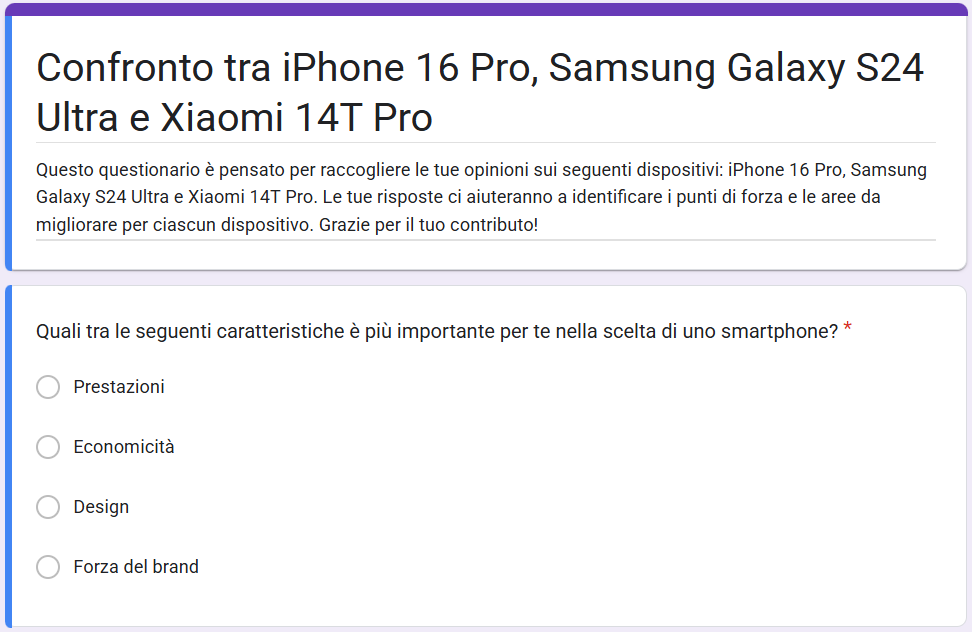 Confronto tra iPhone 16 Pro, Samsung Galaxy S24
Ultra e Xiaomi 14T Pro
Questo questionario è pensato per raccogliere le tue opinioni sui seguenti dispositivi: iPhone 16 Pro, Samsung
Galaxy S24 Ultra e Xiaomi 14T Pro. Le tue risposte ci aiuteranno a identificare i punti di forza e le aree da
migliorare per ciascun dispositivo. Grazie per il tuo contributo!
Quali tra le seguenti caratteristiche è più importante per te nella scelta di uno smartphone? *
Prestazioni
Economicità
Design
Forza del brand